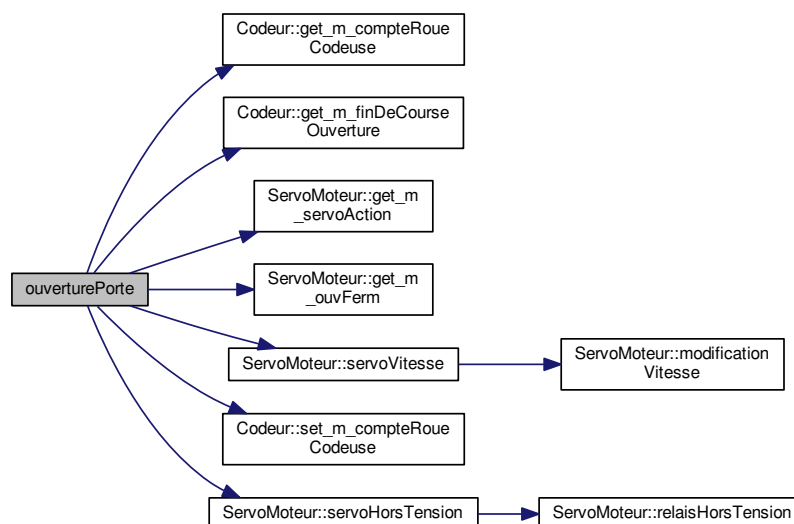 Codeur::get_m_compteRoue
Codeuse
Codeur::get_m_finDeCourse
Ouverture
ServoMoteur::get_m
_servoAction
ouverturePorte
ServoMoteur::get_m
_ouvFerm
ServoMoteur::servoVitesse
ServoMoteur::modification
Vitesse
Codeur::set_m_compteRoue
Codeuse
ServoMoteur::servoHorsTension
ServoMoteur::relaisHorsTension